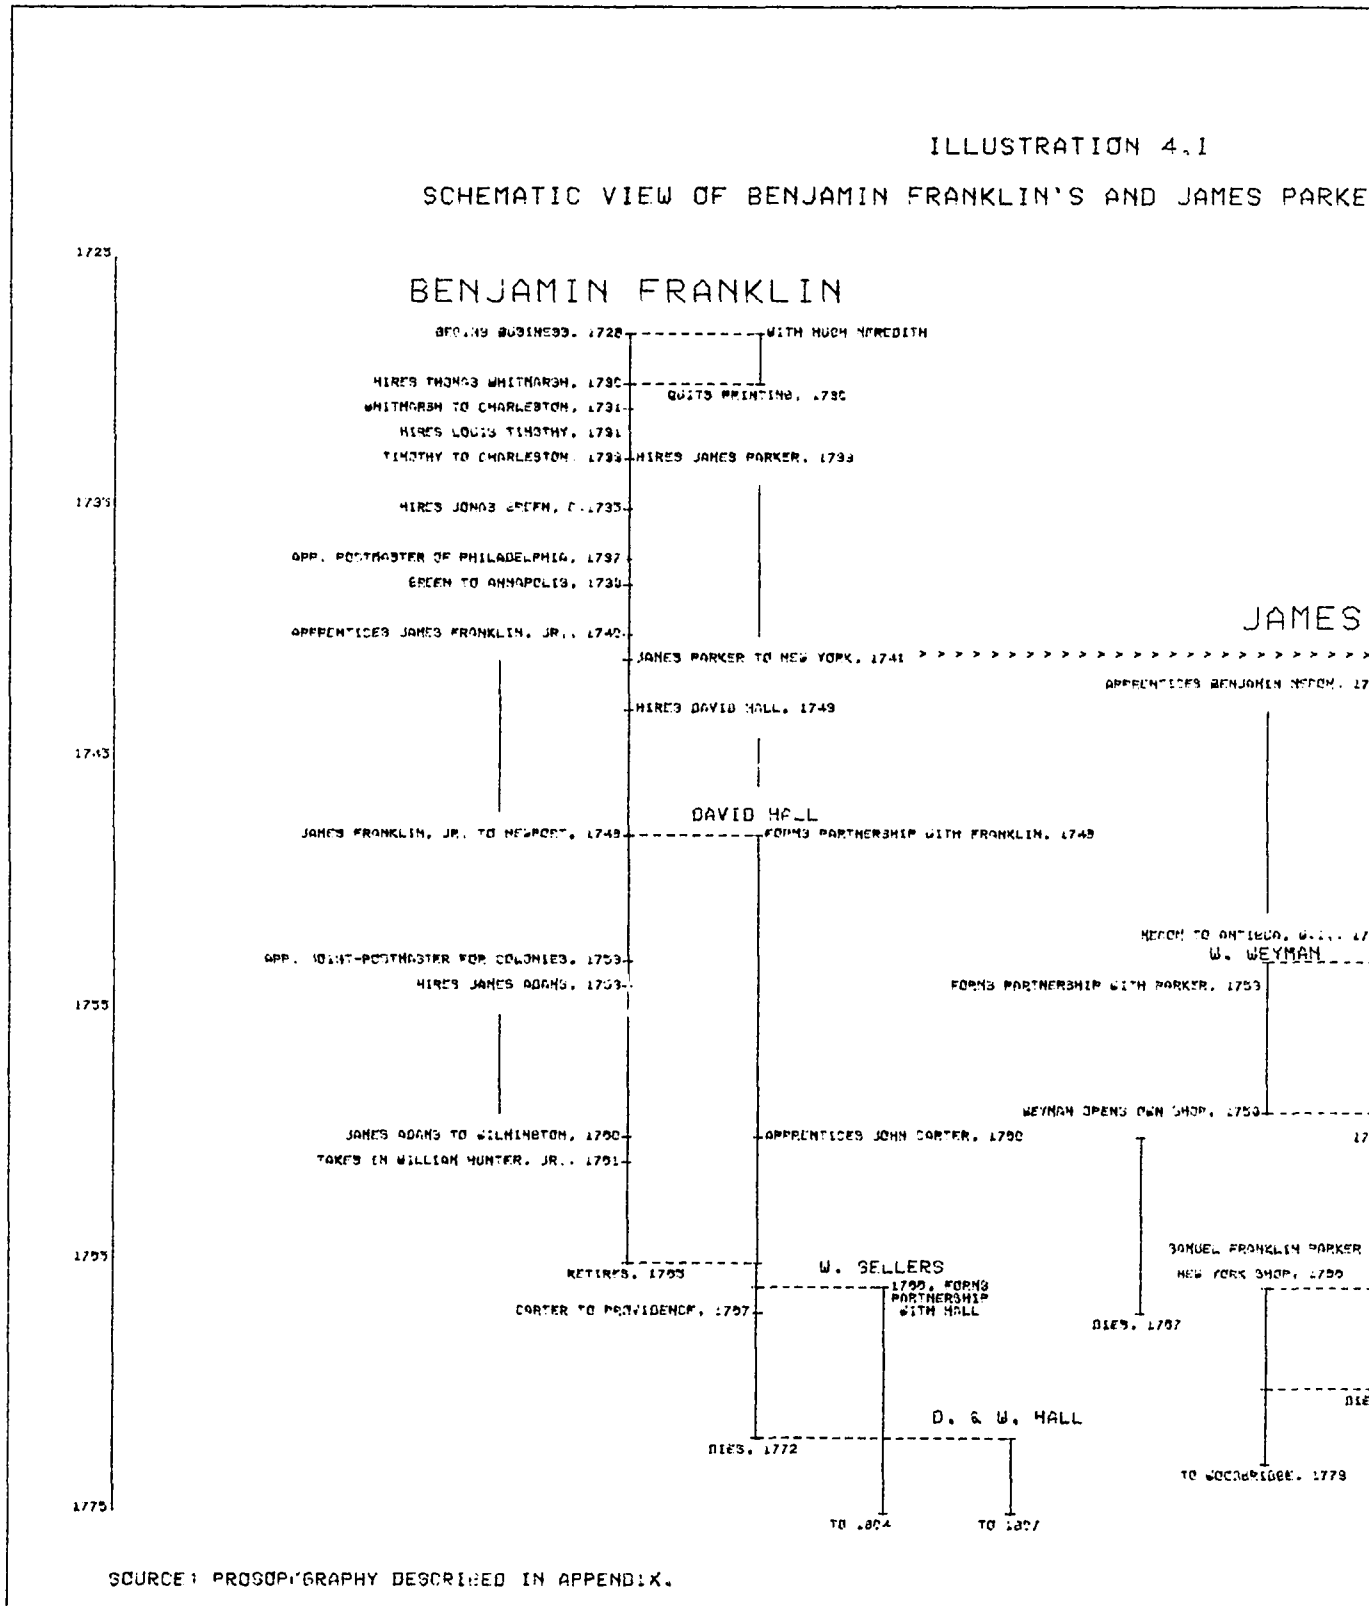 ILLUSTRATION 4.1
SCHEMATIC VIEW OF BENJAMIN FRANKLIN'S AND JAMES PARKE
1725
BENJAMIN FRANKLIN
BEGINS BUSINESS, 1728
WITH HUGH MEREDITH
HIRES THOMAS WHITMARSH, 1730
QUITS PRINTING, 1730
WHITMARSH TO CHARLESTON, 1731
HIRES LOUIS TIMOTHY, 1731
TIMOTHY TO CHARLESTON, 1733
HIRES JAMES PARKER, 1733
1735
HIRES JONAS GREEN, C.1735
APP. POSTMASTER OF PHILADELPHIA, 1737
GREEN TO ANNAPOLIS, 1738
APPRENTICES JAMES FRANKLIN, JR., 1740
JAMES
JAMES PARKER TO NEW YORK, 1741 > > > > > > > > > > > > > > > > > > > > > > > > > > > > >
APPRENTICES BENJAMIN MECOM, 17
HIRES DAVID HALL, 1743
1745
DAVID HALL
JAMES FRANKLIN, JR. TO NEWPORT, 1748
FORMS PARTNERSHIP WITH FRANKLIN, 1748
MECOM TO ANTIGUA, W.I., 17
W. WEYMAN
APP. JOINT-POSTMASTER FOR COLONIES, 1753
HIRES JAMES ADAMS, 1753
FORMS PARTNERSHIP WITH PARKER, 1753
1755
WEYMAN OPENS OWN SHOP, 1759
JAMES ADAMS TO WILMINGTON, 1760
APPRENTICES JOHN CARTER, 1760
17
TAKES IN WILLIAM HUNTER, JR., 1761
1765
SAMUEL FRANKLIN PARKER
RETIRES, 1765
W. SELLERS
NEW YORK SHOP, 1766
1766, FORMS
PARTNERSHIP
WITH HALL
CARTER TO PROVIDENCE, 1767
DIES, 1767
DIE
D. & W. HALL
DIES, 1772
TO WOODBRIDGE, 1773
1775
TO 1804
TO 1807
SOURCE: PROSOPOGRAPHY DESCRIBED IN APPENDIX.